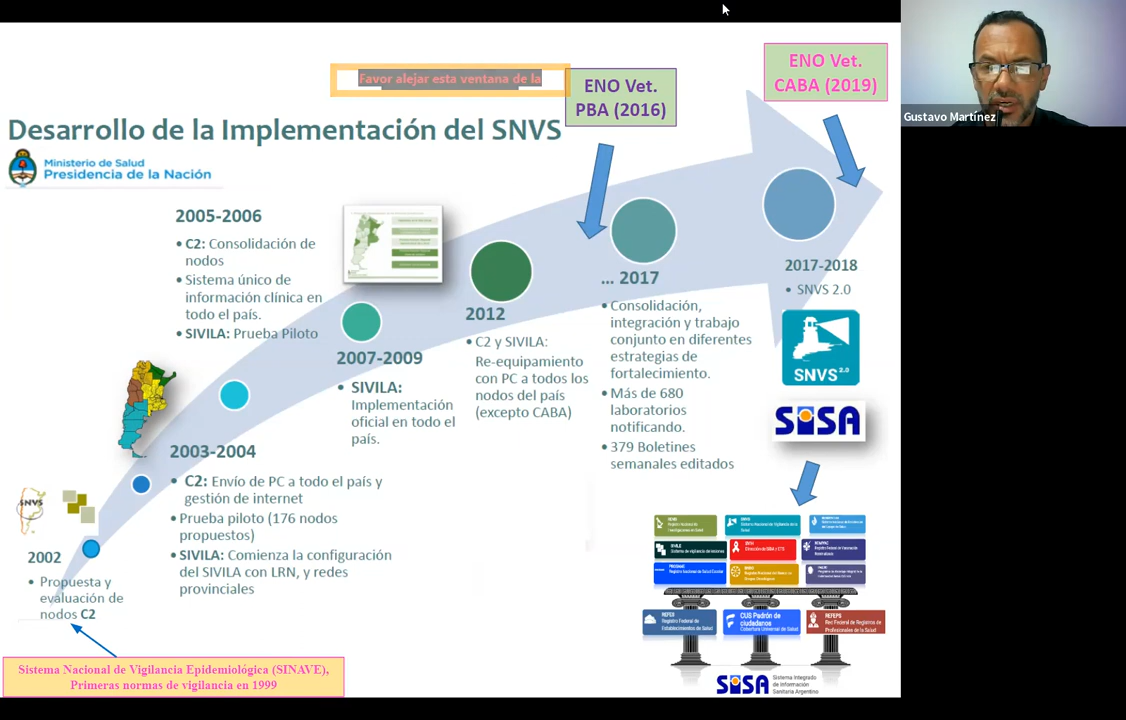 Favor alejar esta ventana de la
ENO Vet.
PBA (2016)
ENO Vet.
CABA (2019)
Gustavo Martínez
Desarrollo de la Implementación del SNVS
Ministerio de Salud
Presidencia de la Nación
2005-2006
• C2: Consolidación de
nodos
• Sistema único de
información clínica en
todo el país.
• SIVILA: Prueba Piloto
2007-2009
• SIVILA:
Implementación
oficial en todo el
país.
2012
• C2 y SIVILA:
Re-equipamiento
con PC a todos los
nodos del país
(excepto CABA)
... 2017
• Consolidación,
integración y trabajo
conjunto en diferentes
estrategias de
fortalecimiento.
• Más de 680
laboratorios
notificando.
• 379 Boletines
semanales editados
2017-2018
• SNVS 2.0
SNVS 2.0
SISA
2003-2004
• C2: Envío de PC a todo el país y
gestión de internet
• Prueba piloto (176 nodos
propuestos)
• SIVILA: Comienza la configuración
del SIVILA con LRN, y redes
provinciales
SNVS
2002
• Propuesta y
evaluación de
nodos C2
Sistema Nacional de Vigilancia Epidemiológica (SINAVE),
Primeras normas de vigilancia en 1999
REFES
Registro Federal de
Establecimientos de Salud
CUS Padrón de
ciudadanos
Cobertura Universal de Salud
REFEPS
Red Federal de Registros de
Profesionales de la Salud
SISA
Sistema Integrado
de Información
Sanitaria Argentino